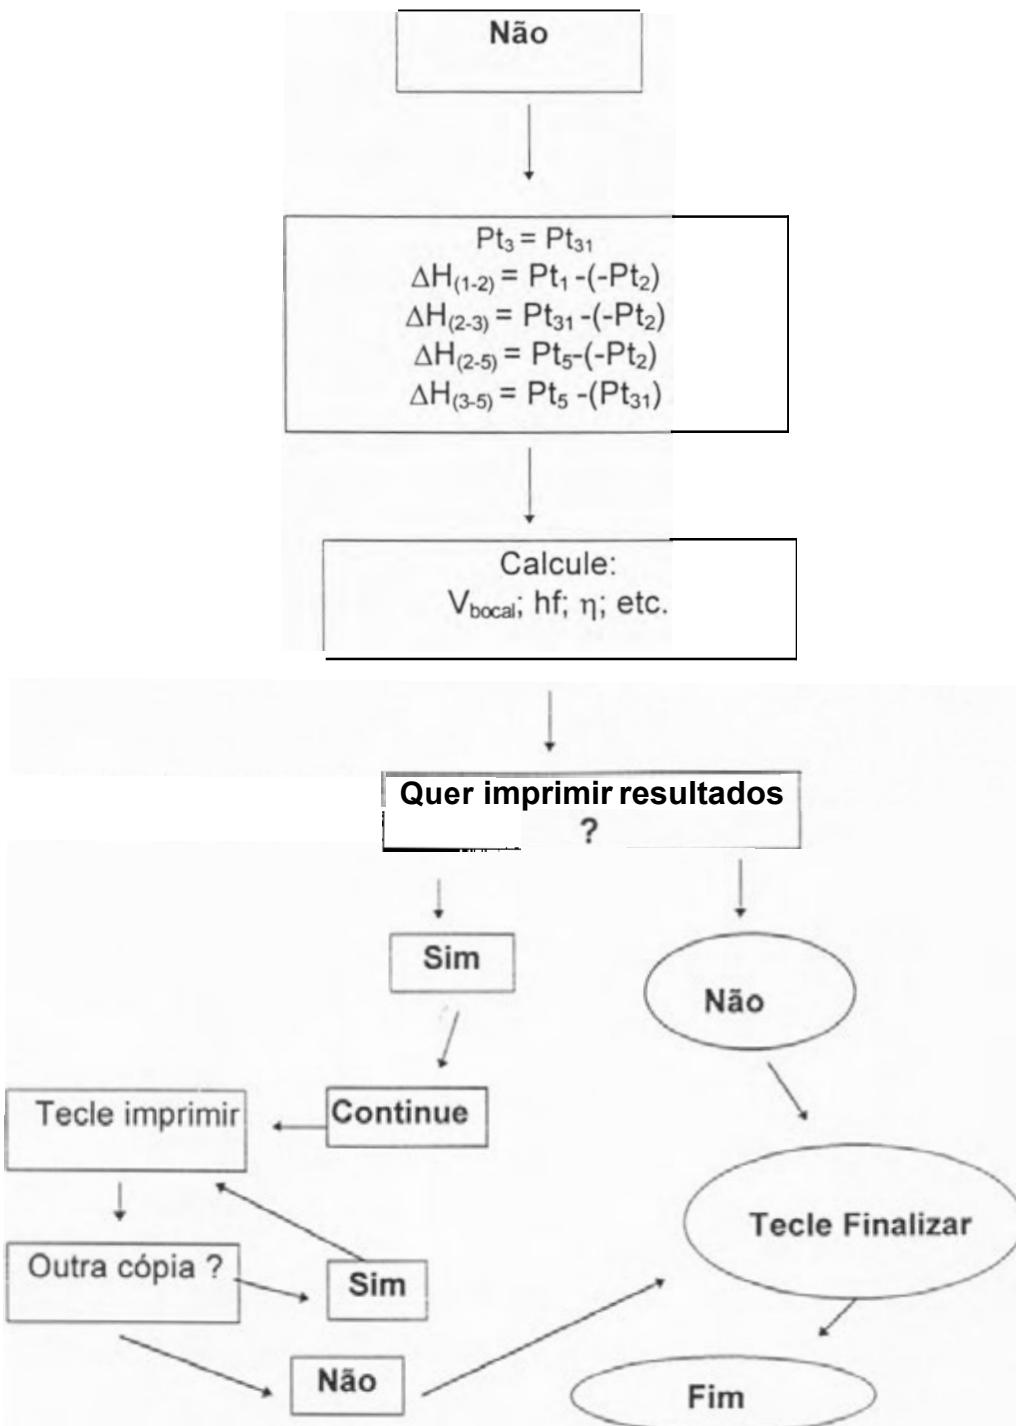 Não
Pt₃ = Pt₃₁
ΔH₍₁₋₂₎ = Pt₁ -(-Pt₂)
ΔH₍₂₋₃₎ = Pt₃₁ -(-Pt₂)
ΔH₍₂₋₅₎ = Pt₅-(-Pt₂)
ΔH₍₃₋₅₎ = Pt₅ -(Pt₃₁)
Calcule:
V_bocal; hf; η; etc.
Quer imprimir resultados
?
Sim
Não
Continue
Tecle imprimir
Tecle Finalizar
Outra cópia ?
Sim
Não
Fim